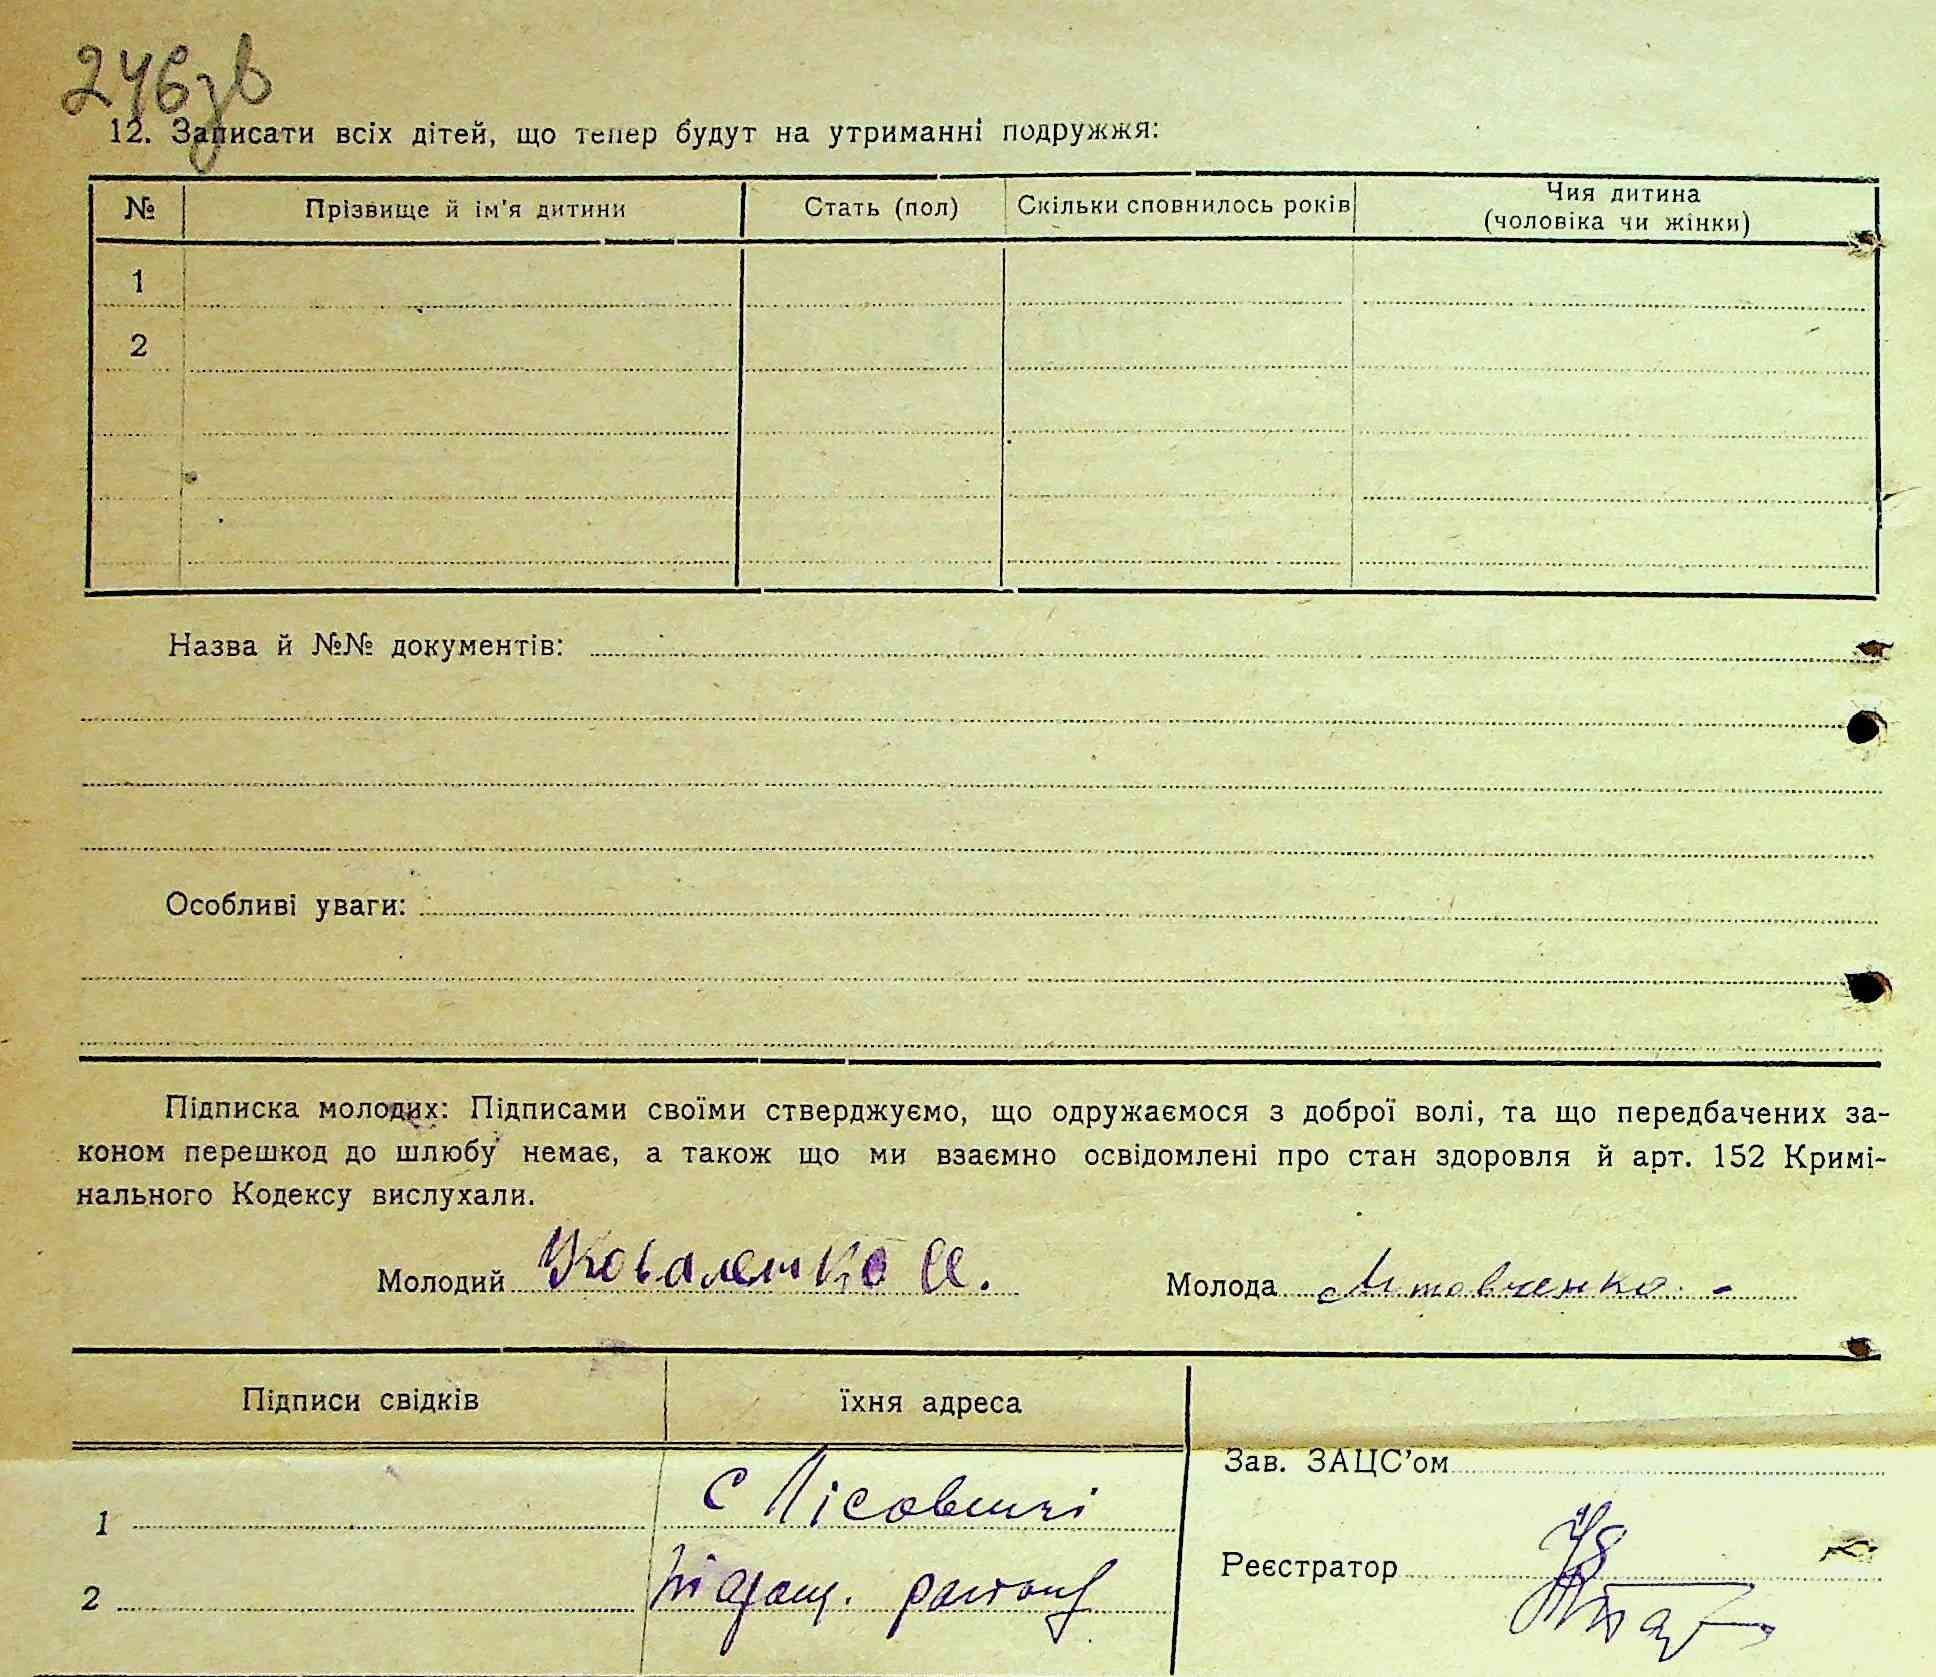 246зв
12. Записати всіх дітей, що тепер будут на утриманні подружжя:
№ Прізвище й ім'я дитини Стать (пол) Скільки сповнилось років Чия дитина (чоловіка чи жінки)
1
2
Назва й №№ документів:
Особливі уваги:
Підписка молодих: Підписами своїми стверджуємо, що одружаємося з доброї волі, та що передбачених за-
коном перешкод до шлюбу немає, а також що ми взаємно освідомлені про стан здоровля й арт. 152 Кримі-
нального Кодексу вислухали.
Молодий Коваленко И. Молода Литовченко
Підписи свідків їхня адреса
Зав. ЗАЦС'ом
1 с Лісовичі
Реєстратор
2 району